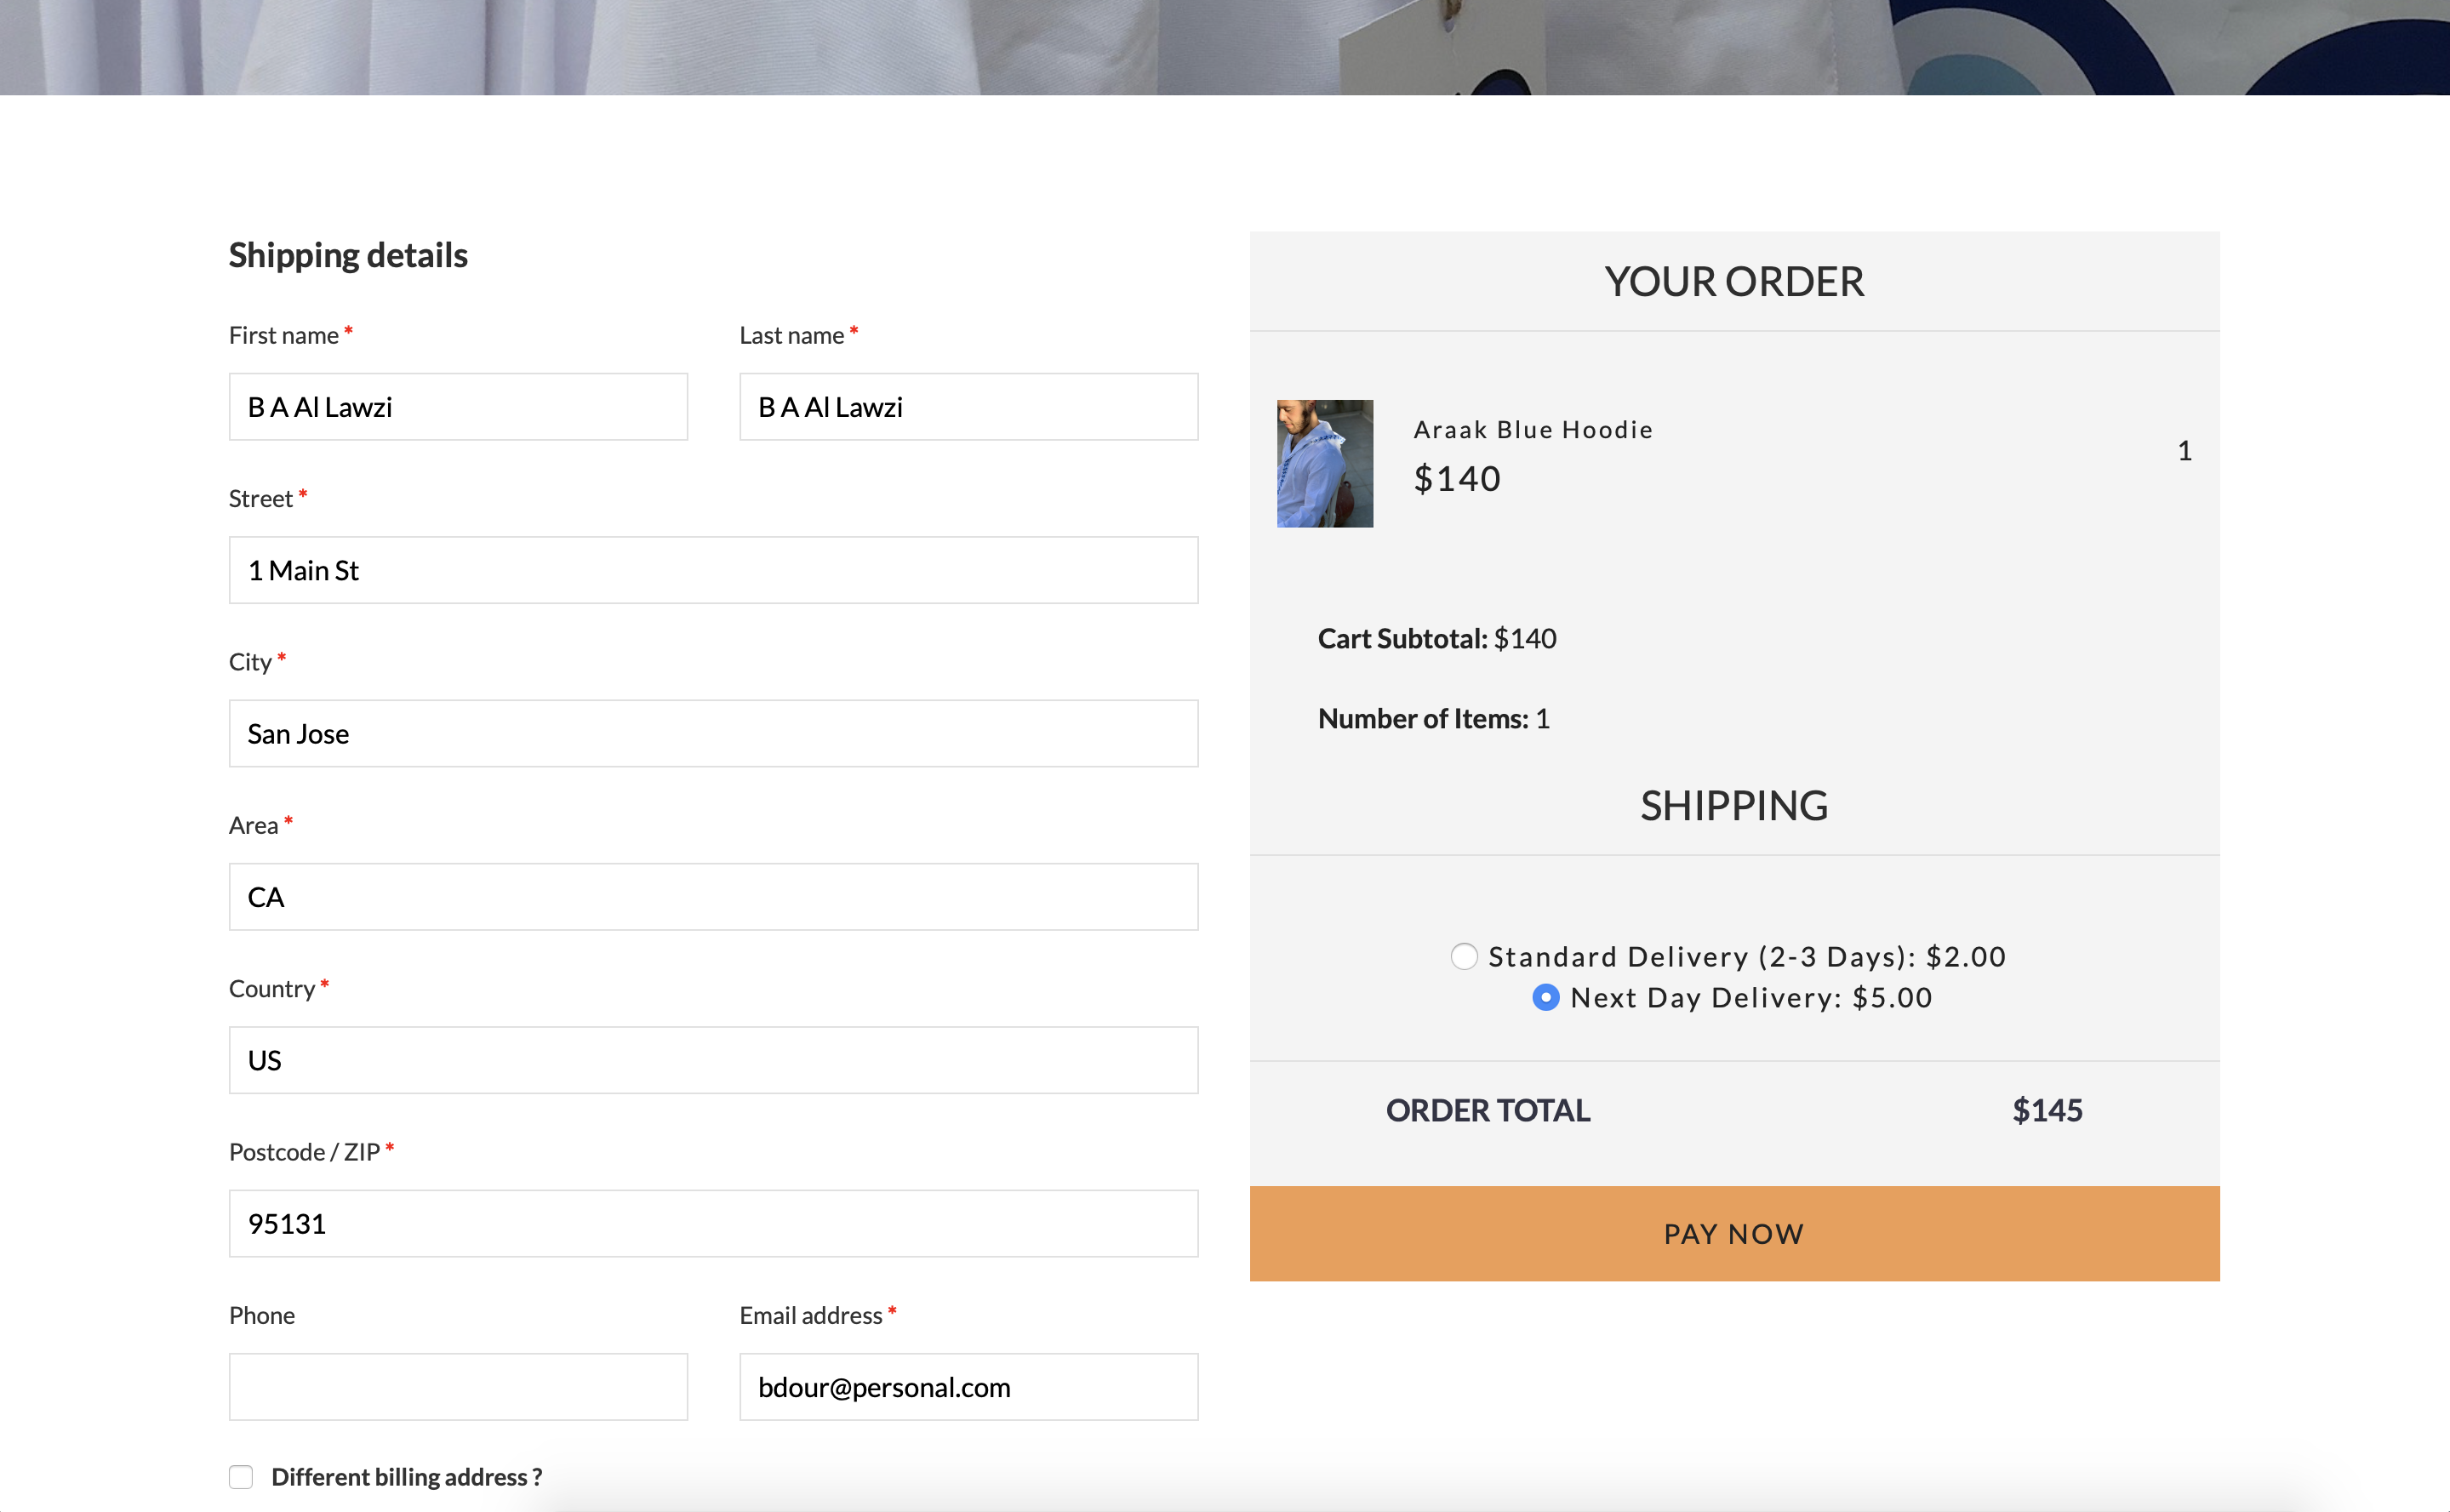 Shipping details
First name *
Last name *
B A Al Lawzi
B A Al Lawzi
Street *
1 Main St
City *
San Jose
Area *
CA
Country *
US
Postcode / ZIP *
95131
Phone
Email address *
bdour@personal.com
Different billing address ?
YOUR ORDER
Araak Blue Hoodie
$140
1
Cart Subtotal: $140
Number of Items: 1
SHIPPING
Standard Delivery (2-3 Days): $2.00
Next Day Delivery: $5.00
ORDER TOTAL $145
PAY NOW